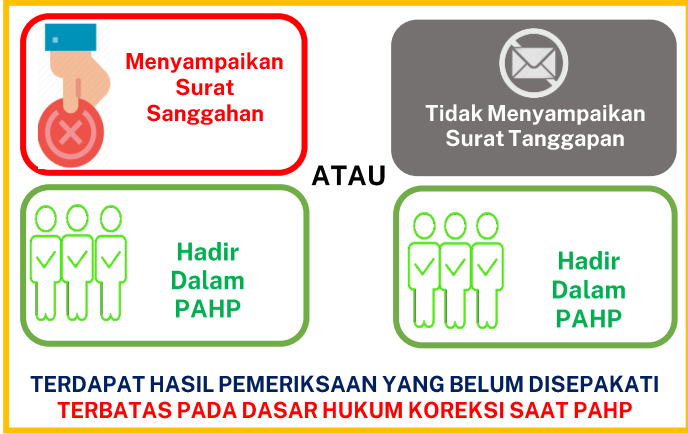 Menyampaikan
Surat
Sanggahan
Tidak Menyampaikan
Surat Tanggapan
ATAU
Hadir
Dalam
PAHP
Hadir
Dalam
PAHP
TERDAPAT HASIL PEMERIKSAAN YANG BELUM DISEPAKATI
TERBATAS PADA DASAR HUKUM KOREKSI SAAT PAHP